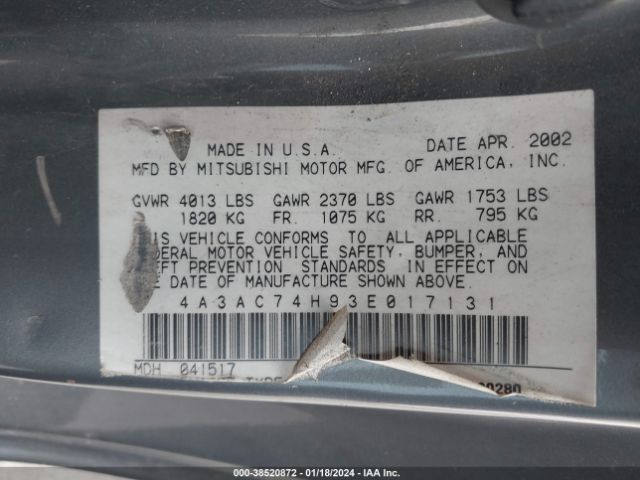 MADE IN U.S.A. DATE APR. 2002
MFD BY MITSUBISHI MOTOR MFG. OF AMERICA, INC.
GVWR 4013 LBS GAWR 2370 LBS GAWR 1753 LBS
1820 KG FR. 1075 KG RR. 795 KG
IS VEHICLE CONFORMS TO ALL APPLICABLE
DERAL MOTOR VEHICLE SAFETY, BUMPER, AND
EFT PREVENTION STANDARDS IN EFFECT ON
E DATE OF MANUFACTURE SHOWN ABOVE.
4A3AC74H93E017131
MDH 041517
00280
000-38520872 / 01/18/2024 - IAA Inc.